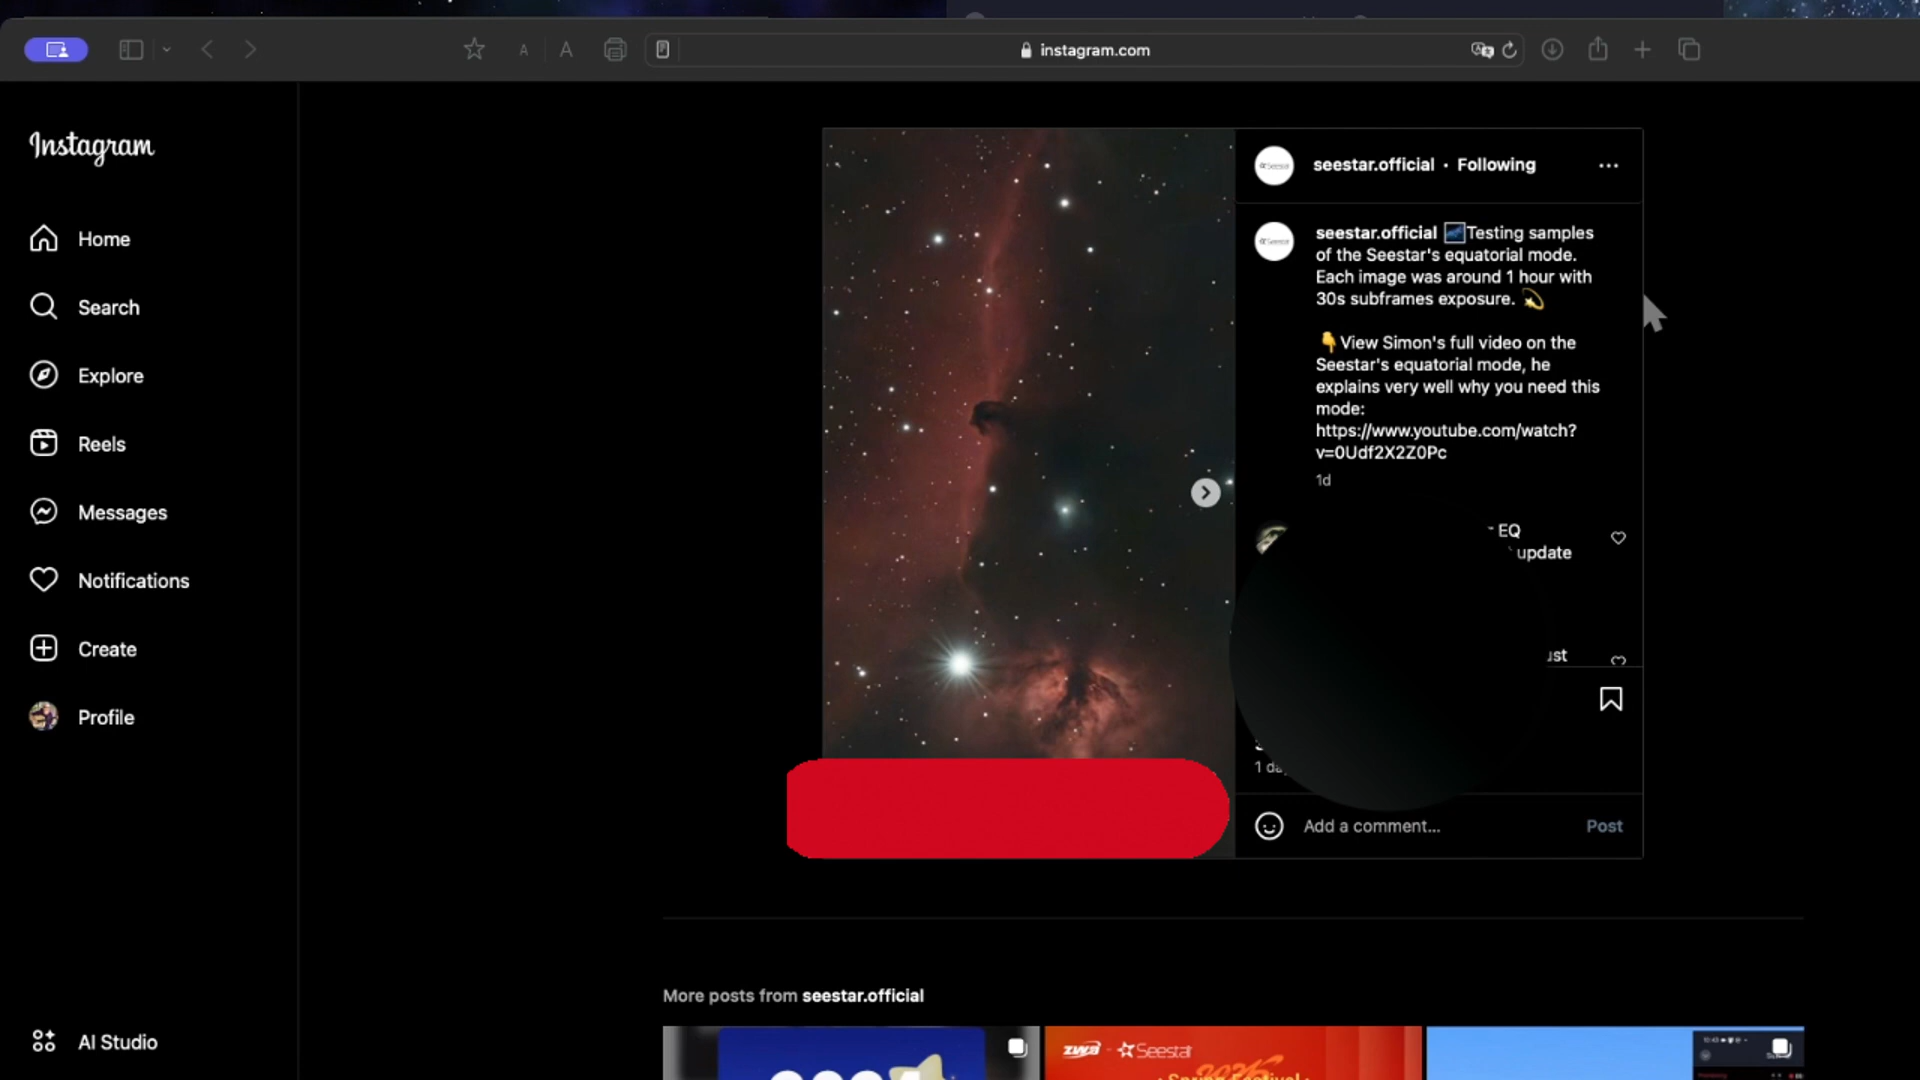 instagram.com
Instagram
Home
Search
Explore
Reels
Messages
Notifications
Create
Profile
AI Studio
seestar.official • Following
seestar.official 🌌Testing samples
of the Seestar's equatorial mode.
Each image was around 1 hour with
30s subframes exposure. 💫
👇View Simon's full video on the
Seestar's equatorial mode, he
explains very well why you need this
mode:
https://www.youtube.com/watch?
v=0Udf2X2Z0Pc
1d
EQ
update
Add a comment...
Post
More posts from seestar.official
ZWO Seestar
Spring Festival